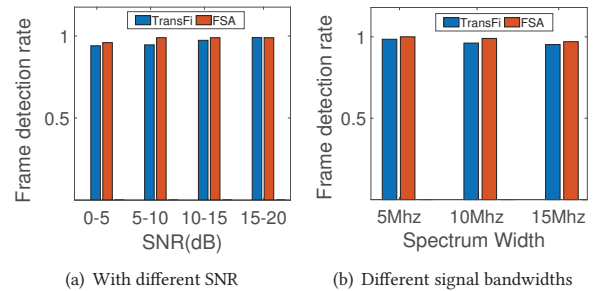 TransFi FSA
Frame detection rate
1
0.5
0-5 5-10 10-15 15-20
SNR(dB)
(a) With different SNR
TransFi FSA
Frame detection rate
1
0.5
5Mhz 10Mhz 15Mhz
Spectrum Width
(b) Different signal bandwidths